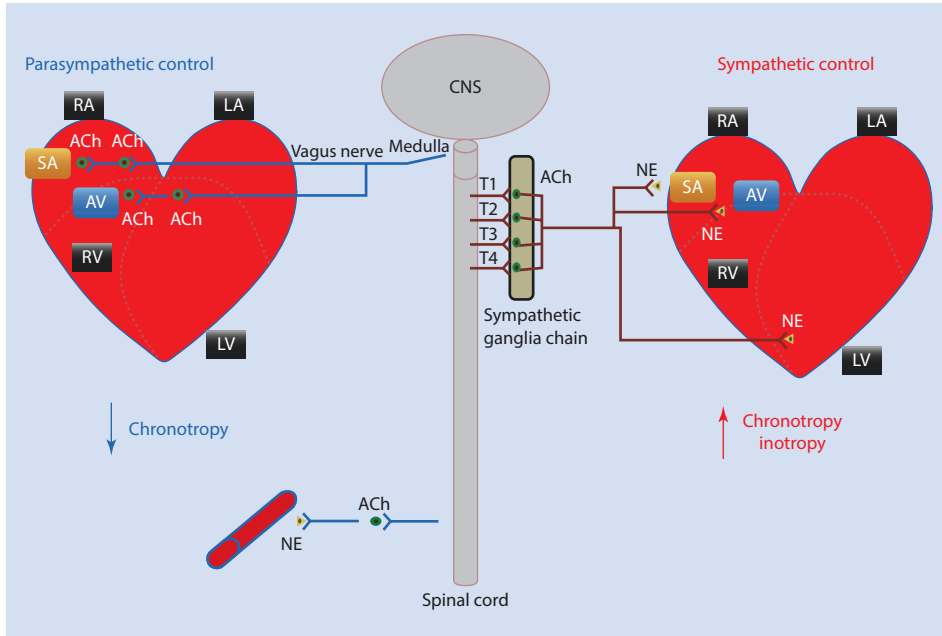 Parasympathetic control
CNS
Sympathetic control
RA
LA
ACh
ACh
SA
Vagus nerve
Medulla
AV
ACh
ACh
RV
LV
T1
T2
T3
T4
ACh
Sympathetic
ganglia chain
RA
LA
NE
SA
AV
NE
RV
NE
LV
Chronotropy
Chronotropy
inotropy
ACh
NE
Spinal cord